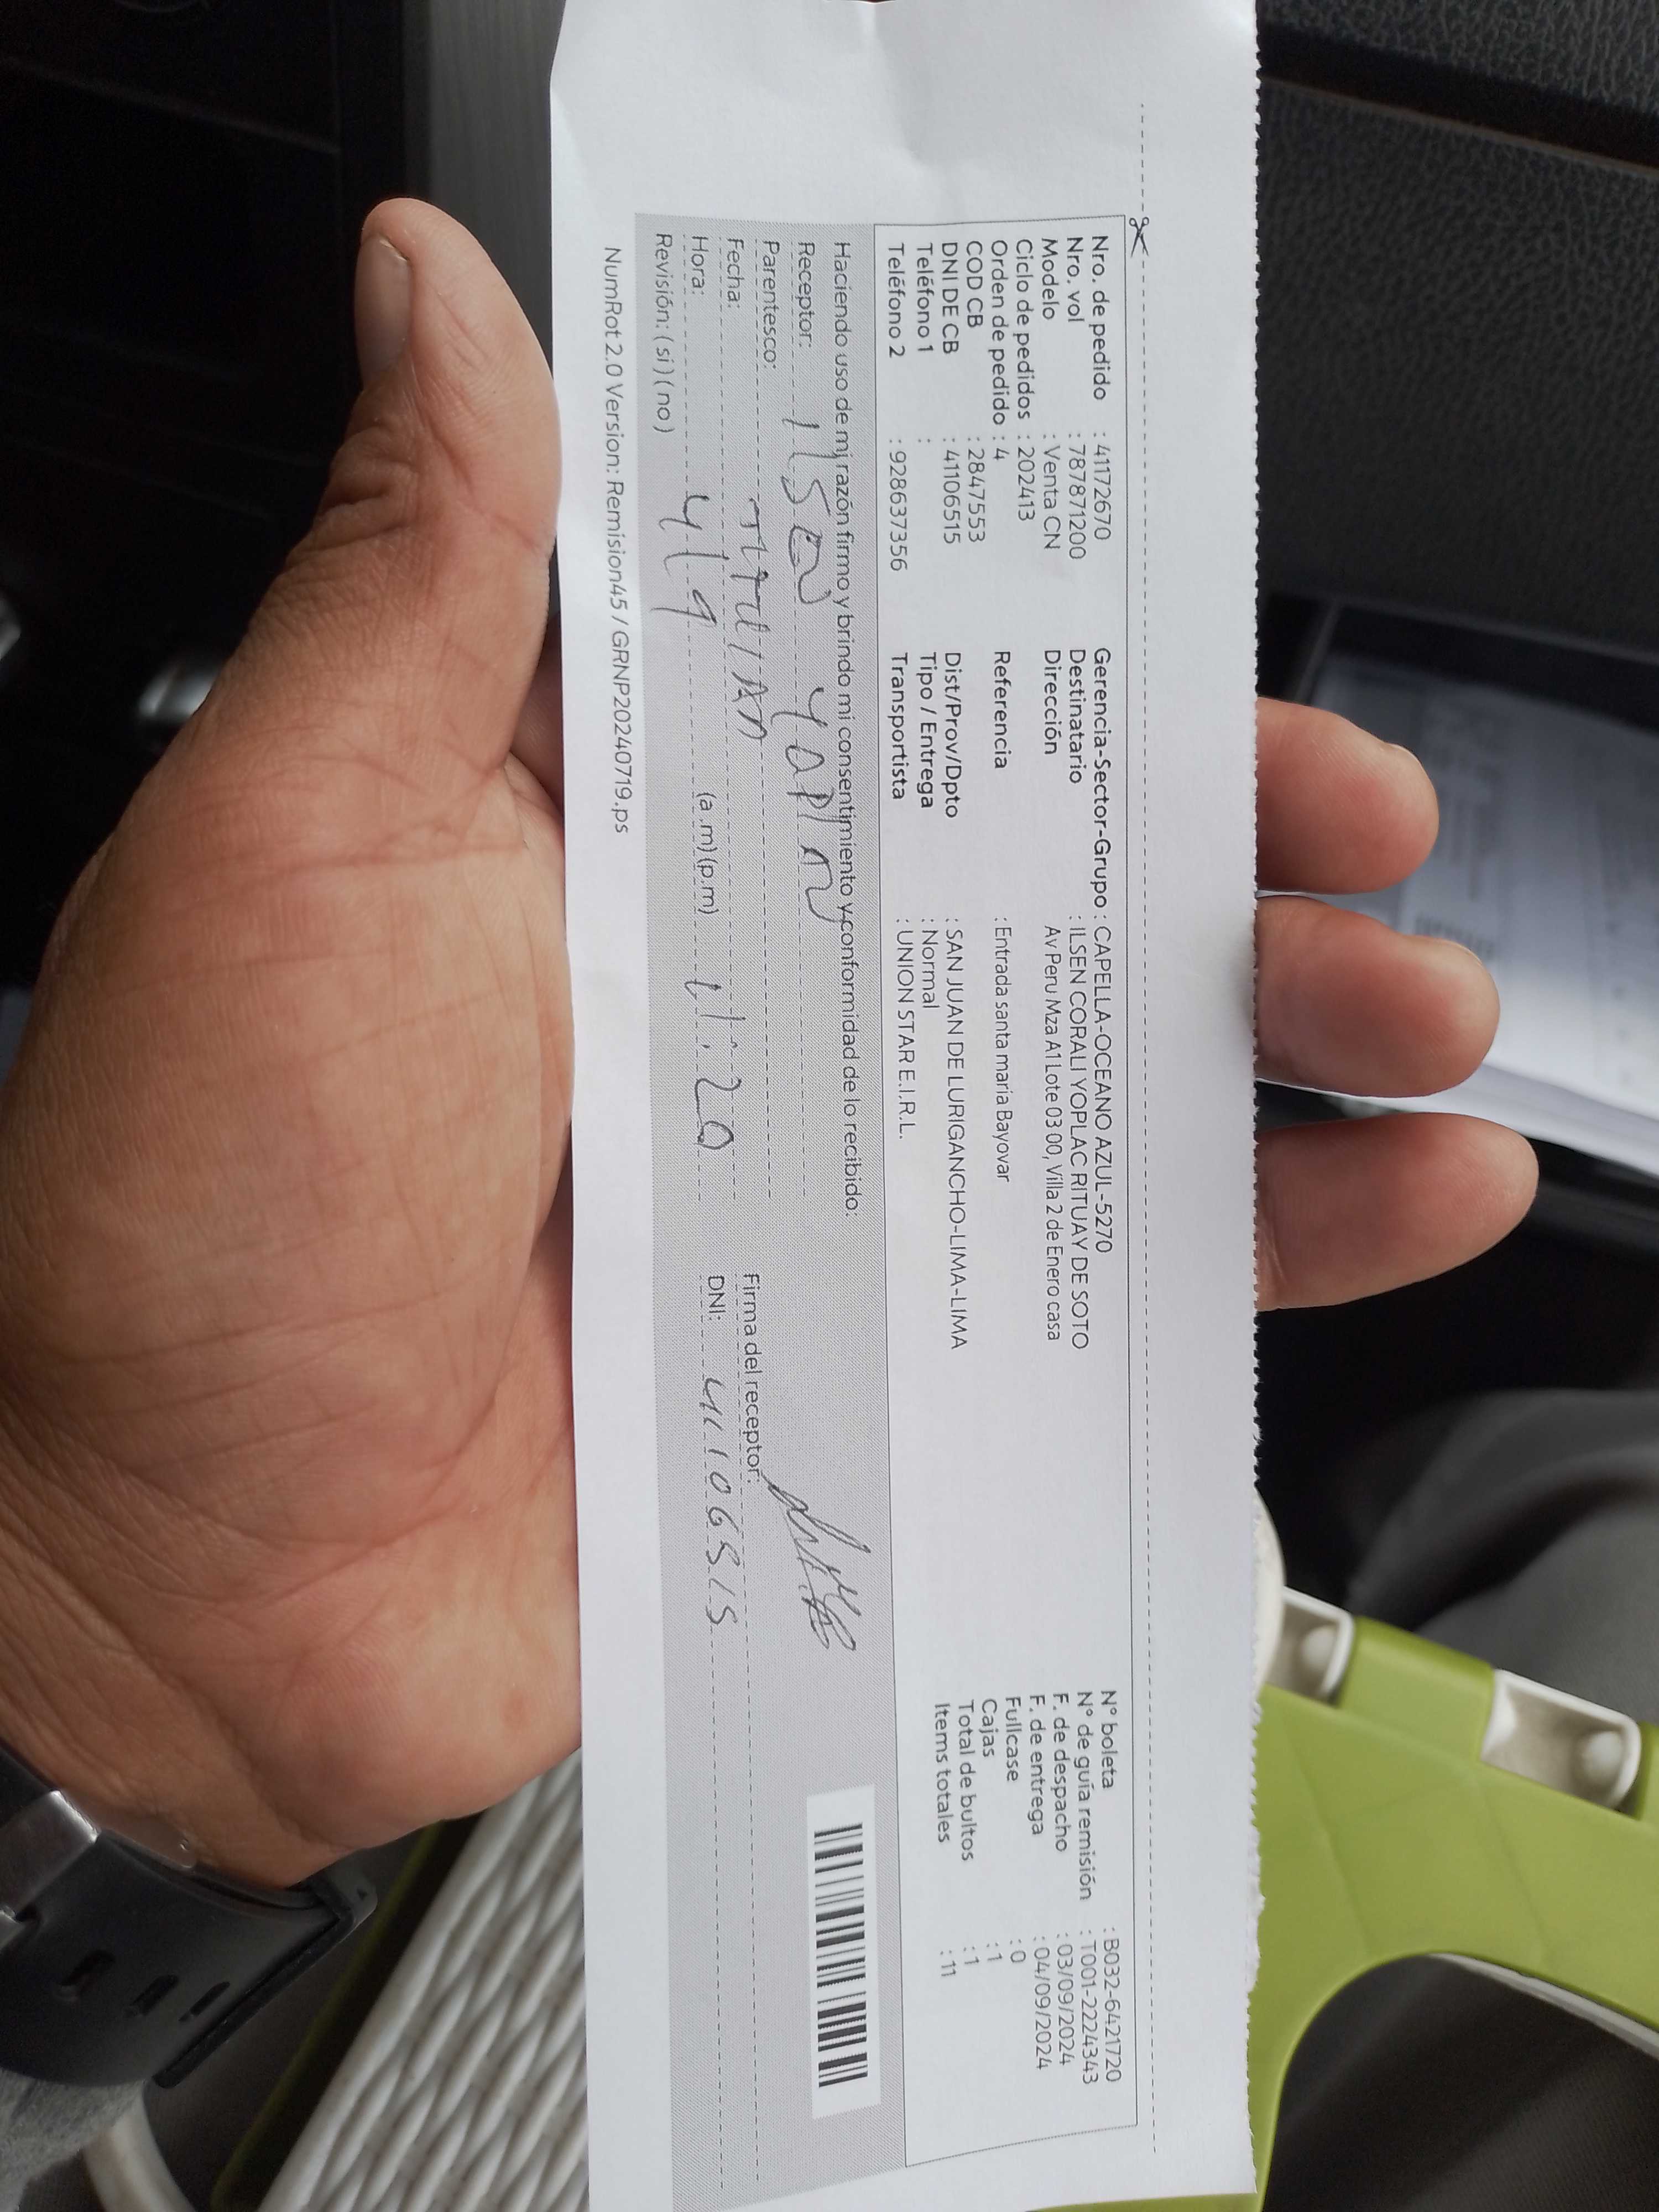 Nro. de pedido : 41172670
Nro. vol : 787871200
Modelo : Venta CN
Ciclo de pedidos : 202413
Orden de pedido : 4
COD CB : 2847553
DNI DE CB : 41106515
Teléfono 1 :
Teléfono 2 : 928637356
Gerencia-Sector-Grupo : CAPELLA-OCEANO AZUL-5270
Destinatario : ILSEN CORALI YOPLAC RITUAY DE SOTO
Dirección Av Peru Mza A1 Lote 03 00, Villa 2 de Enero casa
Referencia : Entrada santa maria Bayovar
Dist/Prov/Dpto : SAN JUAN DE LURIGANCHO-LIMA-LIMA
Tipo / Entrega : Normal
Transportista : UNION STAR E.I.R.L.
N° boleta : B032-6421720
N° de guía remisión : T001-2224343
F. de despacho : 03/09/2024
F. de entrega : 04/09/2024
Fullcase : 0
Cajas : 1
Total de bultos : 1
Items totales : 11
Haciendo uso de mi razón firmo y brindo mi consentimiento y conformidad de lo recibido:
Receptor:
Parentesco: titular
Fecha: 4/9
Hora: (a.m)(p.m) 11:20
Revisión: (si) (no)
Firma del receptor:
DNI: 41106515
NumRot 2.0 Version: Remision45 / GRNP20240719.ps